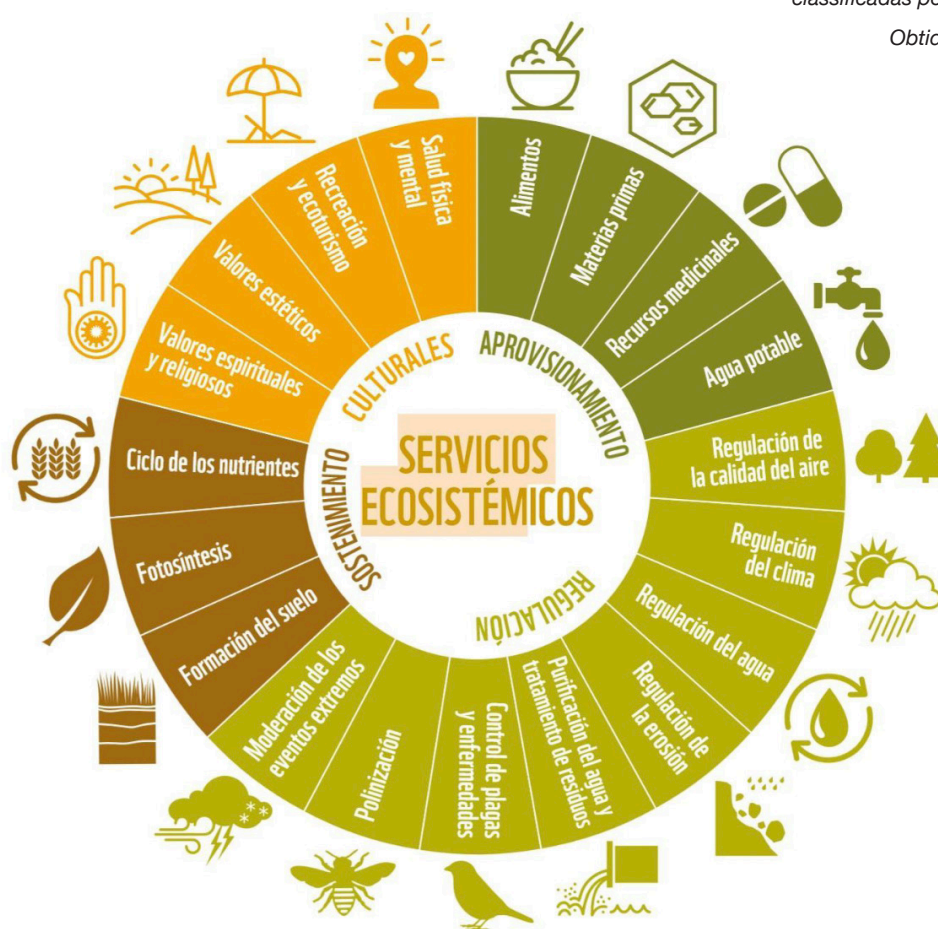 classificadas po
Obtic
SERVICIOS
ECOSISTÉMICOS
CULTURALES
Valores espirituales
y religiosos
Valores estéticos
Recreación
y ecoturismo
Salud física
y mental
APROVISIONAMIENTO
Alimentos
Materias primas
Recursos medicinales
Agua potable
REGULACIÓN
Regulación de
la calidad del aire
Regulación
del clima
Regulación del agua
Regulación de
la erosión
Purificación del agua y
tratamiento de residuos
Control de plagas
y enfermedades
Polinización
Moderación de los
eventos extremos
SOSTENIMIENTO
Formación del suelo
Fotosíntesis
Ciclo de los nutrientes